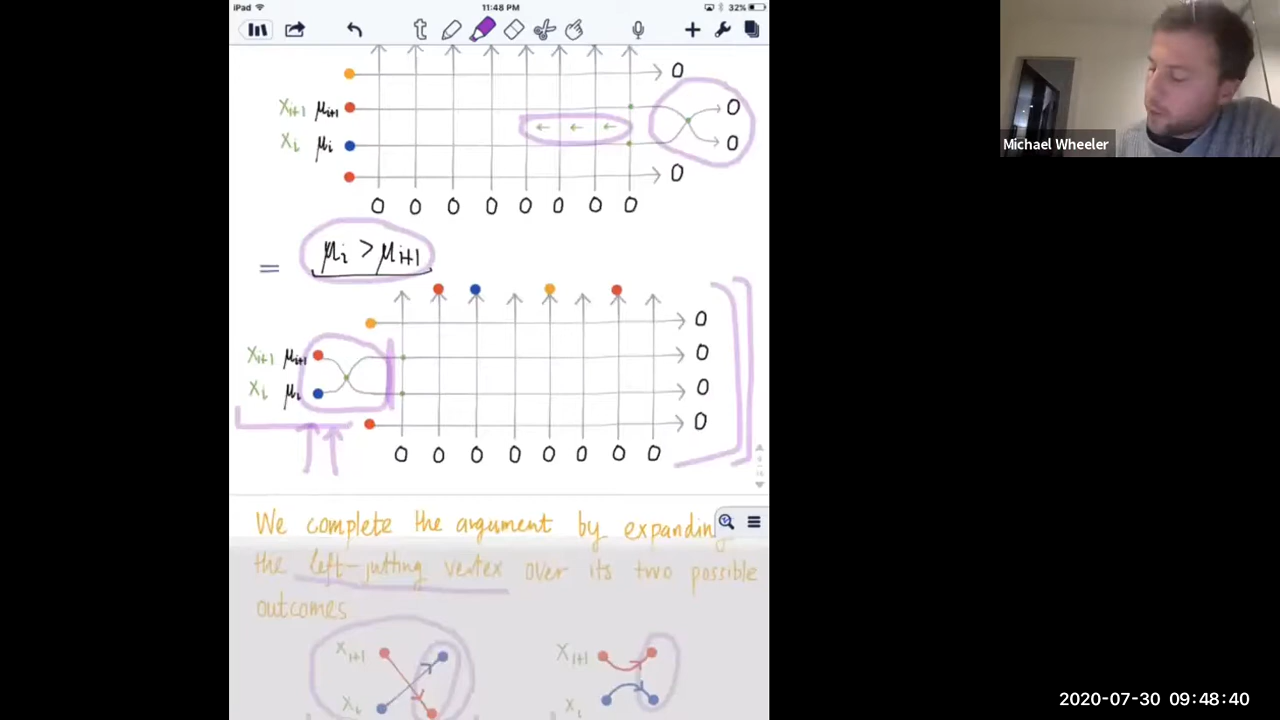 iPad 11:48 PM 32%
t
0
x_{i+1} μ_{i+1} 0
← ← ←
x_i μ_i 0
0
0 0 0 0 0 0 0 0
= μ_i > μ_{i+1}
0
x_{i+1} μ_{i+1} 0
x_i μ_i 0
0
0 0 0 0 0 0 0 0
We complete the argument by expanding
the left-jutting vertex over its two possible
outcomes
x_{i+1} x_{i+1}
x_i x_i
Michael Wheeler
2020-07-30 09:48:40